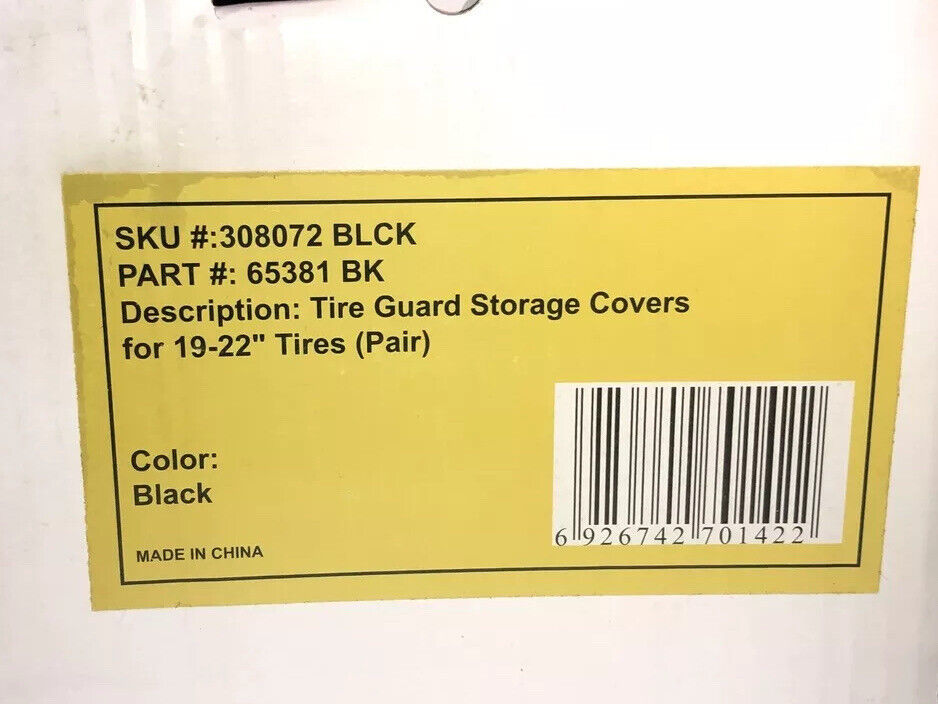 SKU #:308072 BLCK
PART #: 65381 BK
Description: Tire Guard Storage Covers
for 19-22" Tires (Pair)
Color:
Black
MADE IN CHINA
6 926742 701422